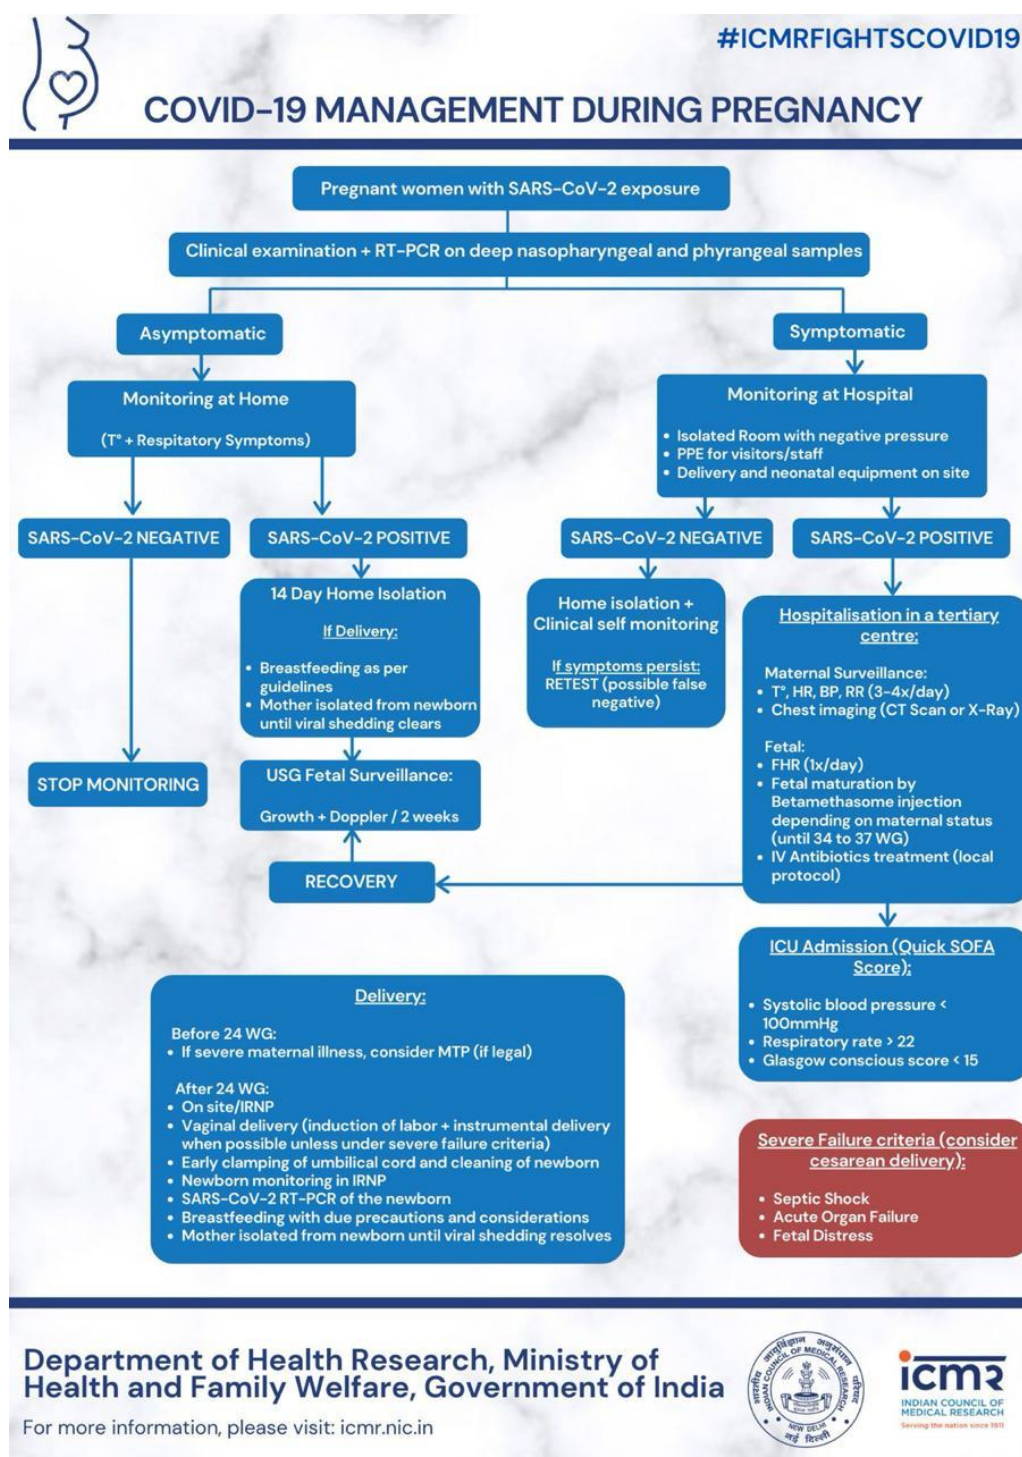 #ICMRFIGHTSCOVID19
COVID-19 MANAGEMENT DURING PREGNANCY
Pregnant women with SARS-CoV-2 exposure
Clinical examination + RT-PCR on deep nasopharyngeal and phyrangeal samples
Asymptomatic
Monitoring at Home
(T° + Respitatory Symptoms)
SARS-CoV-2 NEGATIVE
STOP MONITORING
SARS-CoV-2 POSITIVE
14 Day Home Isolation
If Delivery:
• Breastfeeding as per
guidelines
• Mother isolated from newborn
until viral shedding clears
USG Fetal Surveillance:
Growth + Doppler / 2 weeks
RECOVERY
Symptomatic
Monitoring at Hospital
• Isolated Room with negative pressure
• PPE for visitors/staff
• Delivery and neonatal equipment on site
SARS-CoV-2 NEGATIVE
Home isolation +
Clinical self monitoring
If symptoms persist:
RETEST (possible false
negative)
SARS-CoV-2 POSITIVE
Hospitalisation in a tertiary
centre:
Maternal Surveillance:
• T°, HR, BP, RR (3-4x/day)
• Chest imaging (CT Scan or X-Ray)
Fetal:
• FHR (1x/day)
• Fetal maturation by
Betamethasome injection
depending on maternal status
(until 34 to 37 WG)
• IV Antibiotics treatment (local
protocol)
ICU Admission (Quick SOFA
Score):
• Systolic blood pressure <
100mmHg
• Respiratory rate > 22
• Glasgow conscious score < 15
Delivery:
Before 24 WG:
• If severe maternal illness, consider MTP (if legal)
After 24 WG:
• On site/IRNP
• Vaginal delivery (induction of labor + instrumental delivery
when possible unless under severe failure criteria)
• Early clamping of umbilical cord and cleaning of newborn
• Newborn monitoring in IRNP
• SARS-CoV-2 RT-PCR of the newborn
• Breastfeeding with due precautions and considerations
• Mother isolated from newborn until viral shedding resolves
Severe Failure criteria (consider
cesarean delivery):
• Septic Shock
• Acute Organ Failure
• Fetal Distress
Department of Health Research, Ministry of
Health and Family Welfare, Government of India
For more information, please visit: icmr.nic.in
भारतीय आयुर्विज्ञान अनुसंधान परिषद
INDIAN COUNCIL OF MEDICAL RESEARCH
NEW DELHI
नई दिल्ली
icmr
INDIAN COUNCIL OF
MEDICAL RESEARCH
Serving the nation since 1911